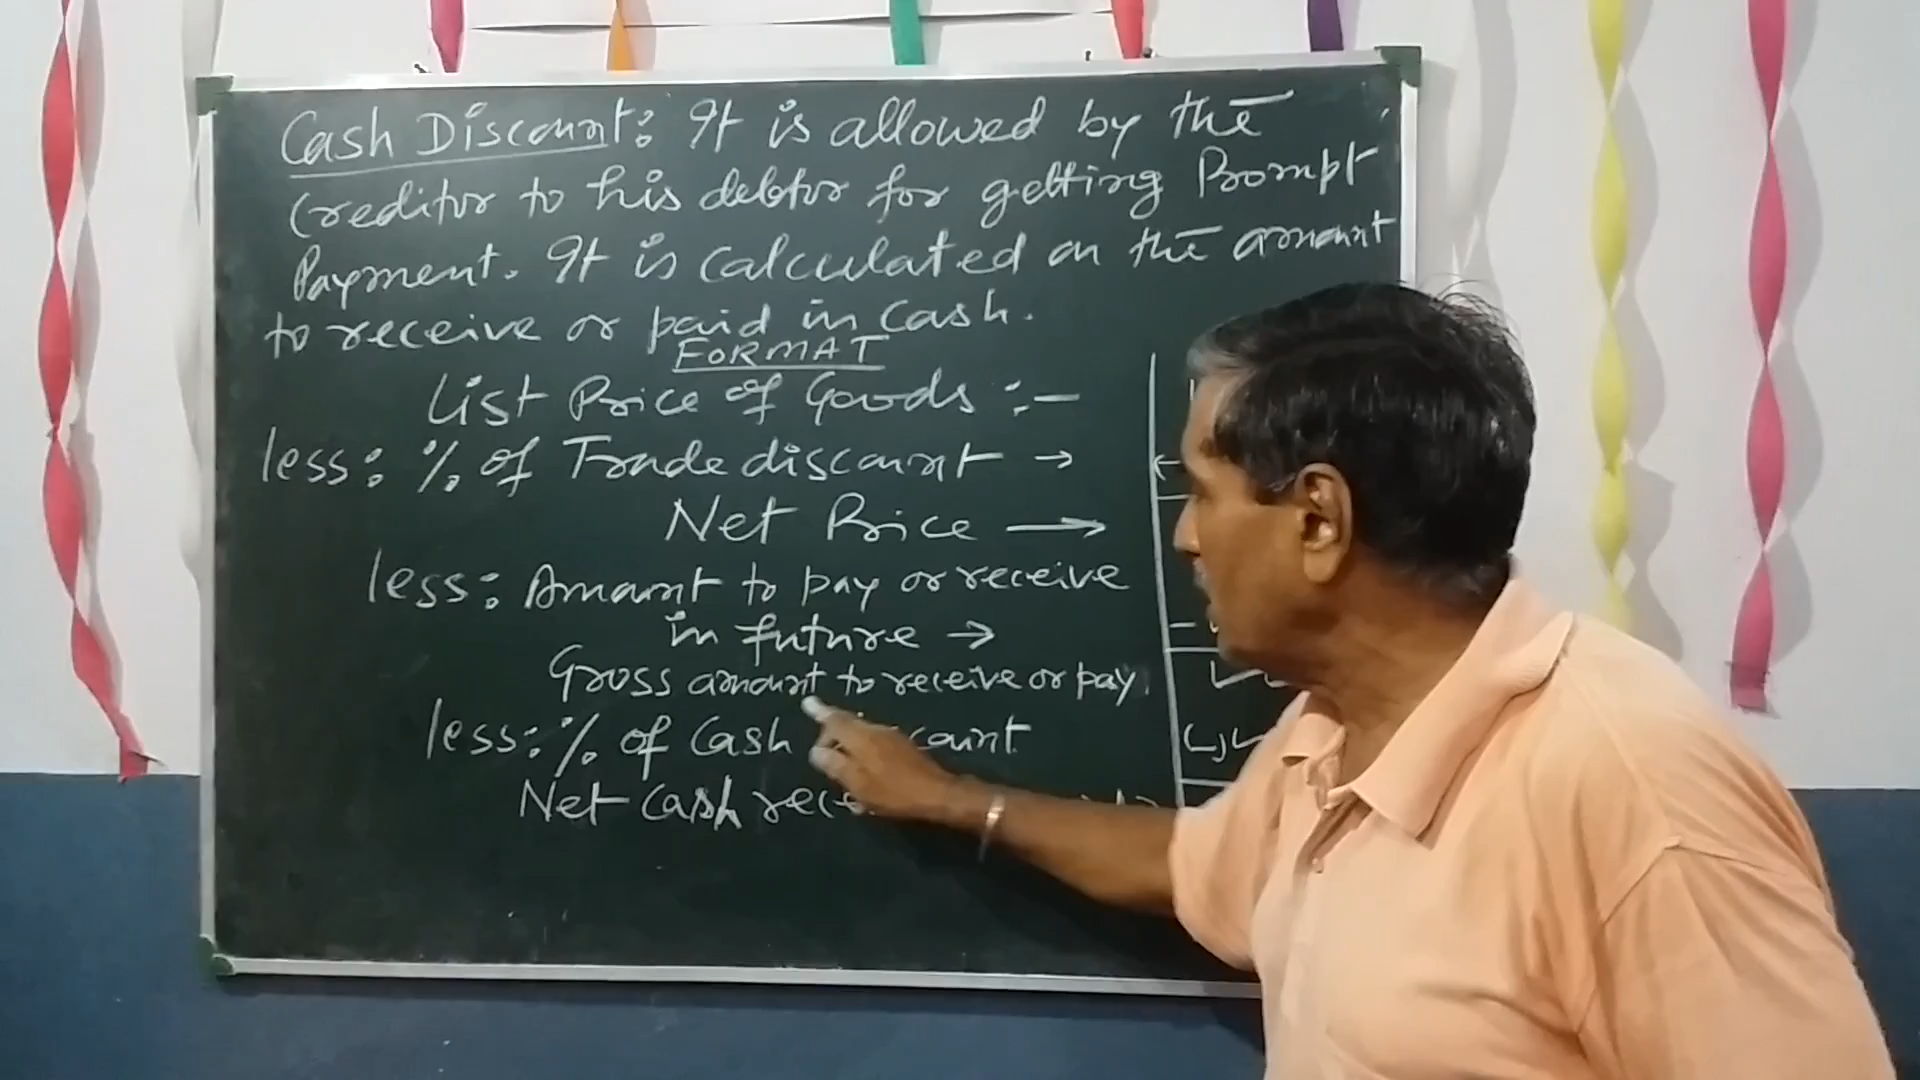 Cash Discount: It is allowed by the
Creditor to his debtor for getting Prompt
Payment. It is calculated on the amount
to receive or paid in Cash.
FORMAT
List Price of Goods :-
less: % of Trade discount →
Net Price →
less: Amount to pay or receive
in future →
Gross amount to receive or pay
less: % of Cash
Net Cash